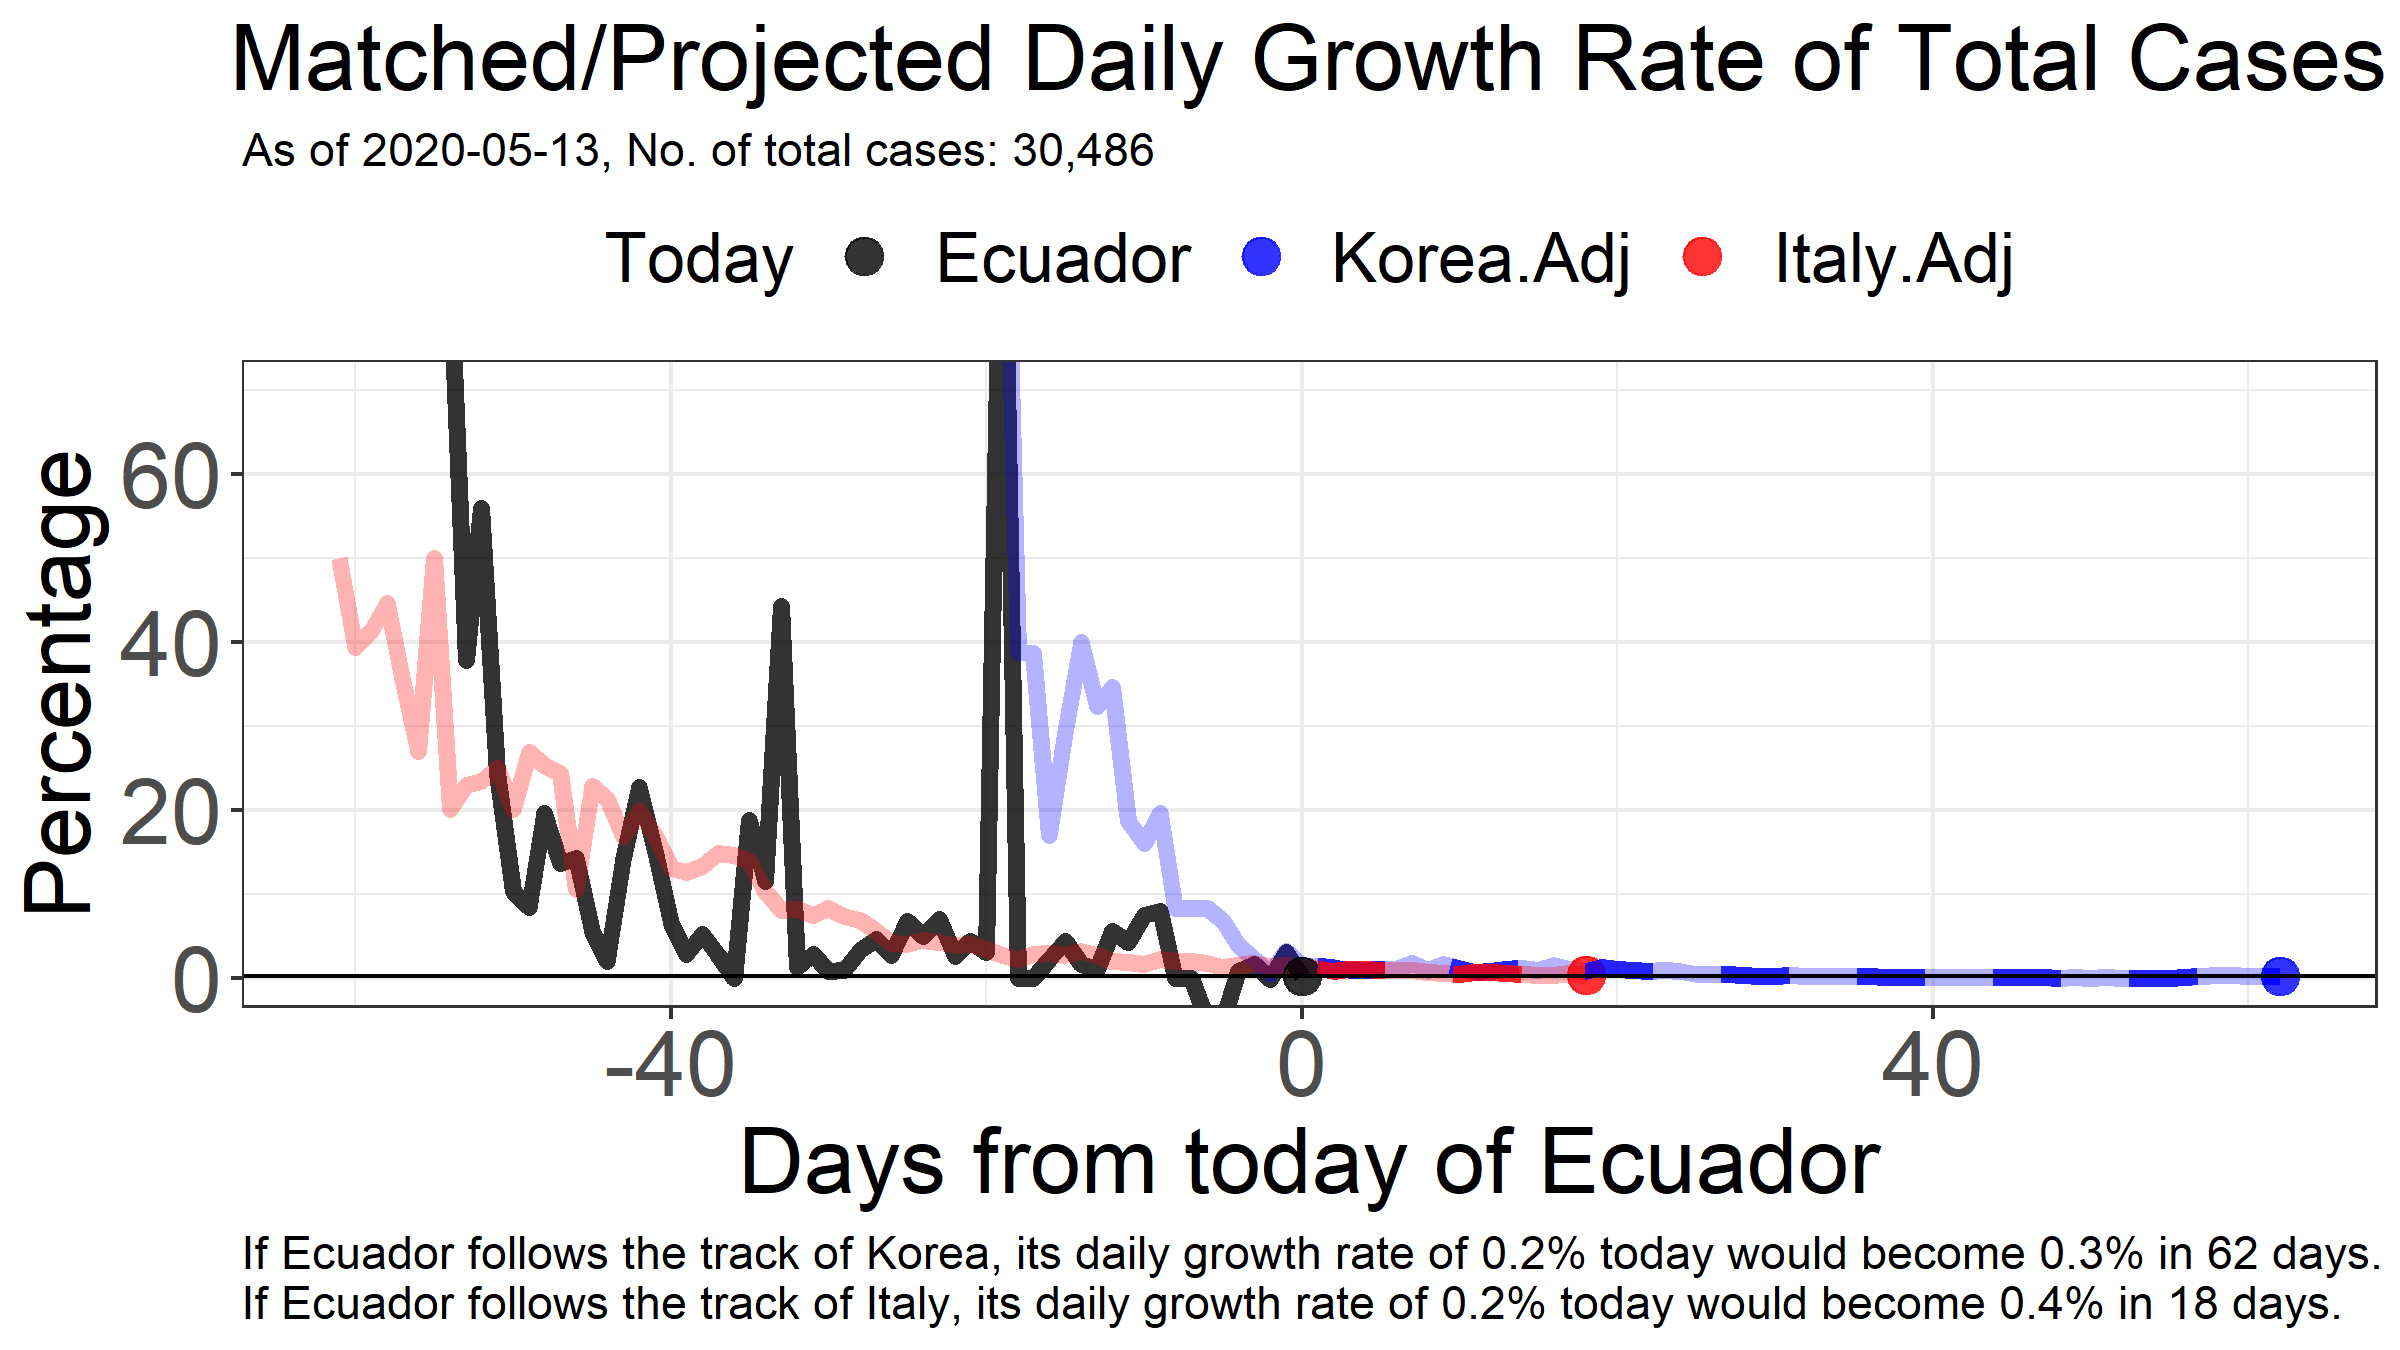 Matched/Projected Daily Growth Rate of Total Cases
As of 2020-05-13, No. of total cases: 30,486
Today Ecuador Korea.Adj Italy.Adj
Percentage
60
40
20
0
-40 0 40
Days from today of Ecuador
If Ecuador follows the track of Korea, its daily growth rate of 0.2% today would become 0.3% in 62 days.
If Ecuador follows the track of Italy, its daily growth rate of 0.2% today would become 0.4% in 18 days.